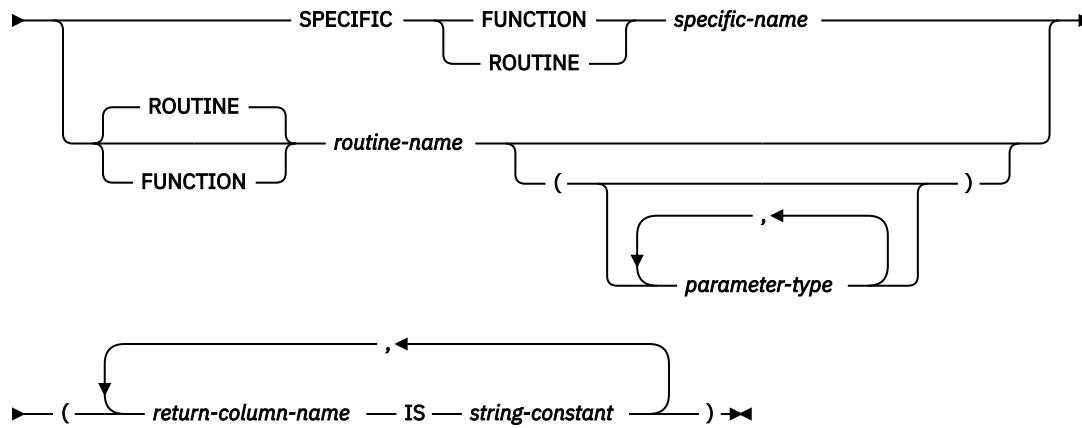 SPECIFIC FUNCTION specific-name
ROUTINE
ROUTINE
routine-name
FUNCTION ( )
,
parameter-type
,
( return-column-name IS string-constant )